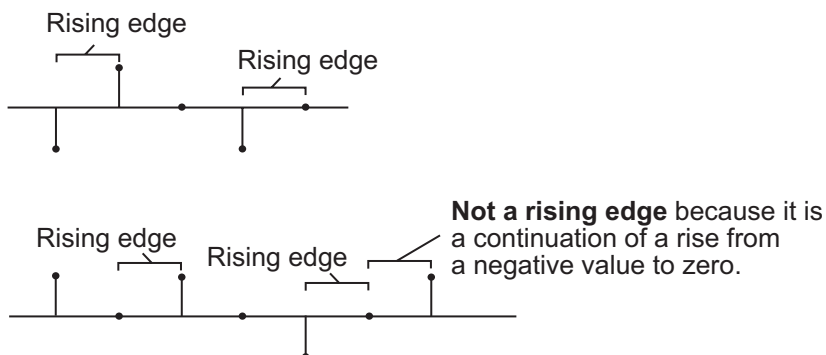 Rising edge
Rising edge
Not a rising edge because it is
a continuation of a rise from
a negative value to zero.
Rising edge
Rising edge